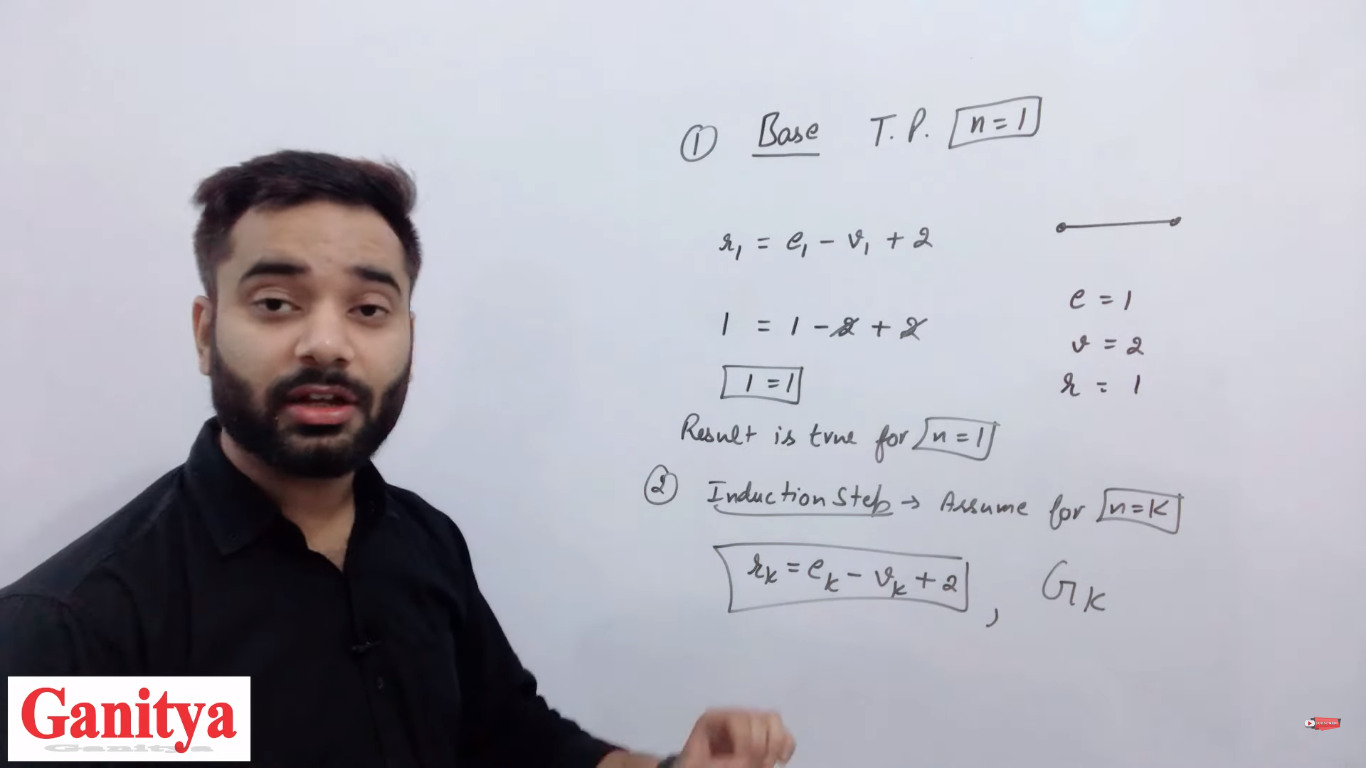 ① Base T.P. n = 1
r₁ = e₁ - v₁ + 2
e = 1
1 = 1 - 2 + 2
v = 2
1 = 1
r = 1
Result is true for n = 1
② Induction Step → Assume for n = k
rₖ = eₖ - vₖ + 2 , Gₖ
Ganitya
SUBSCRIBE